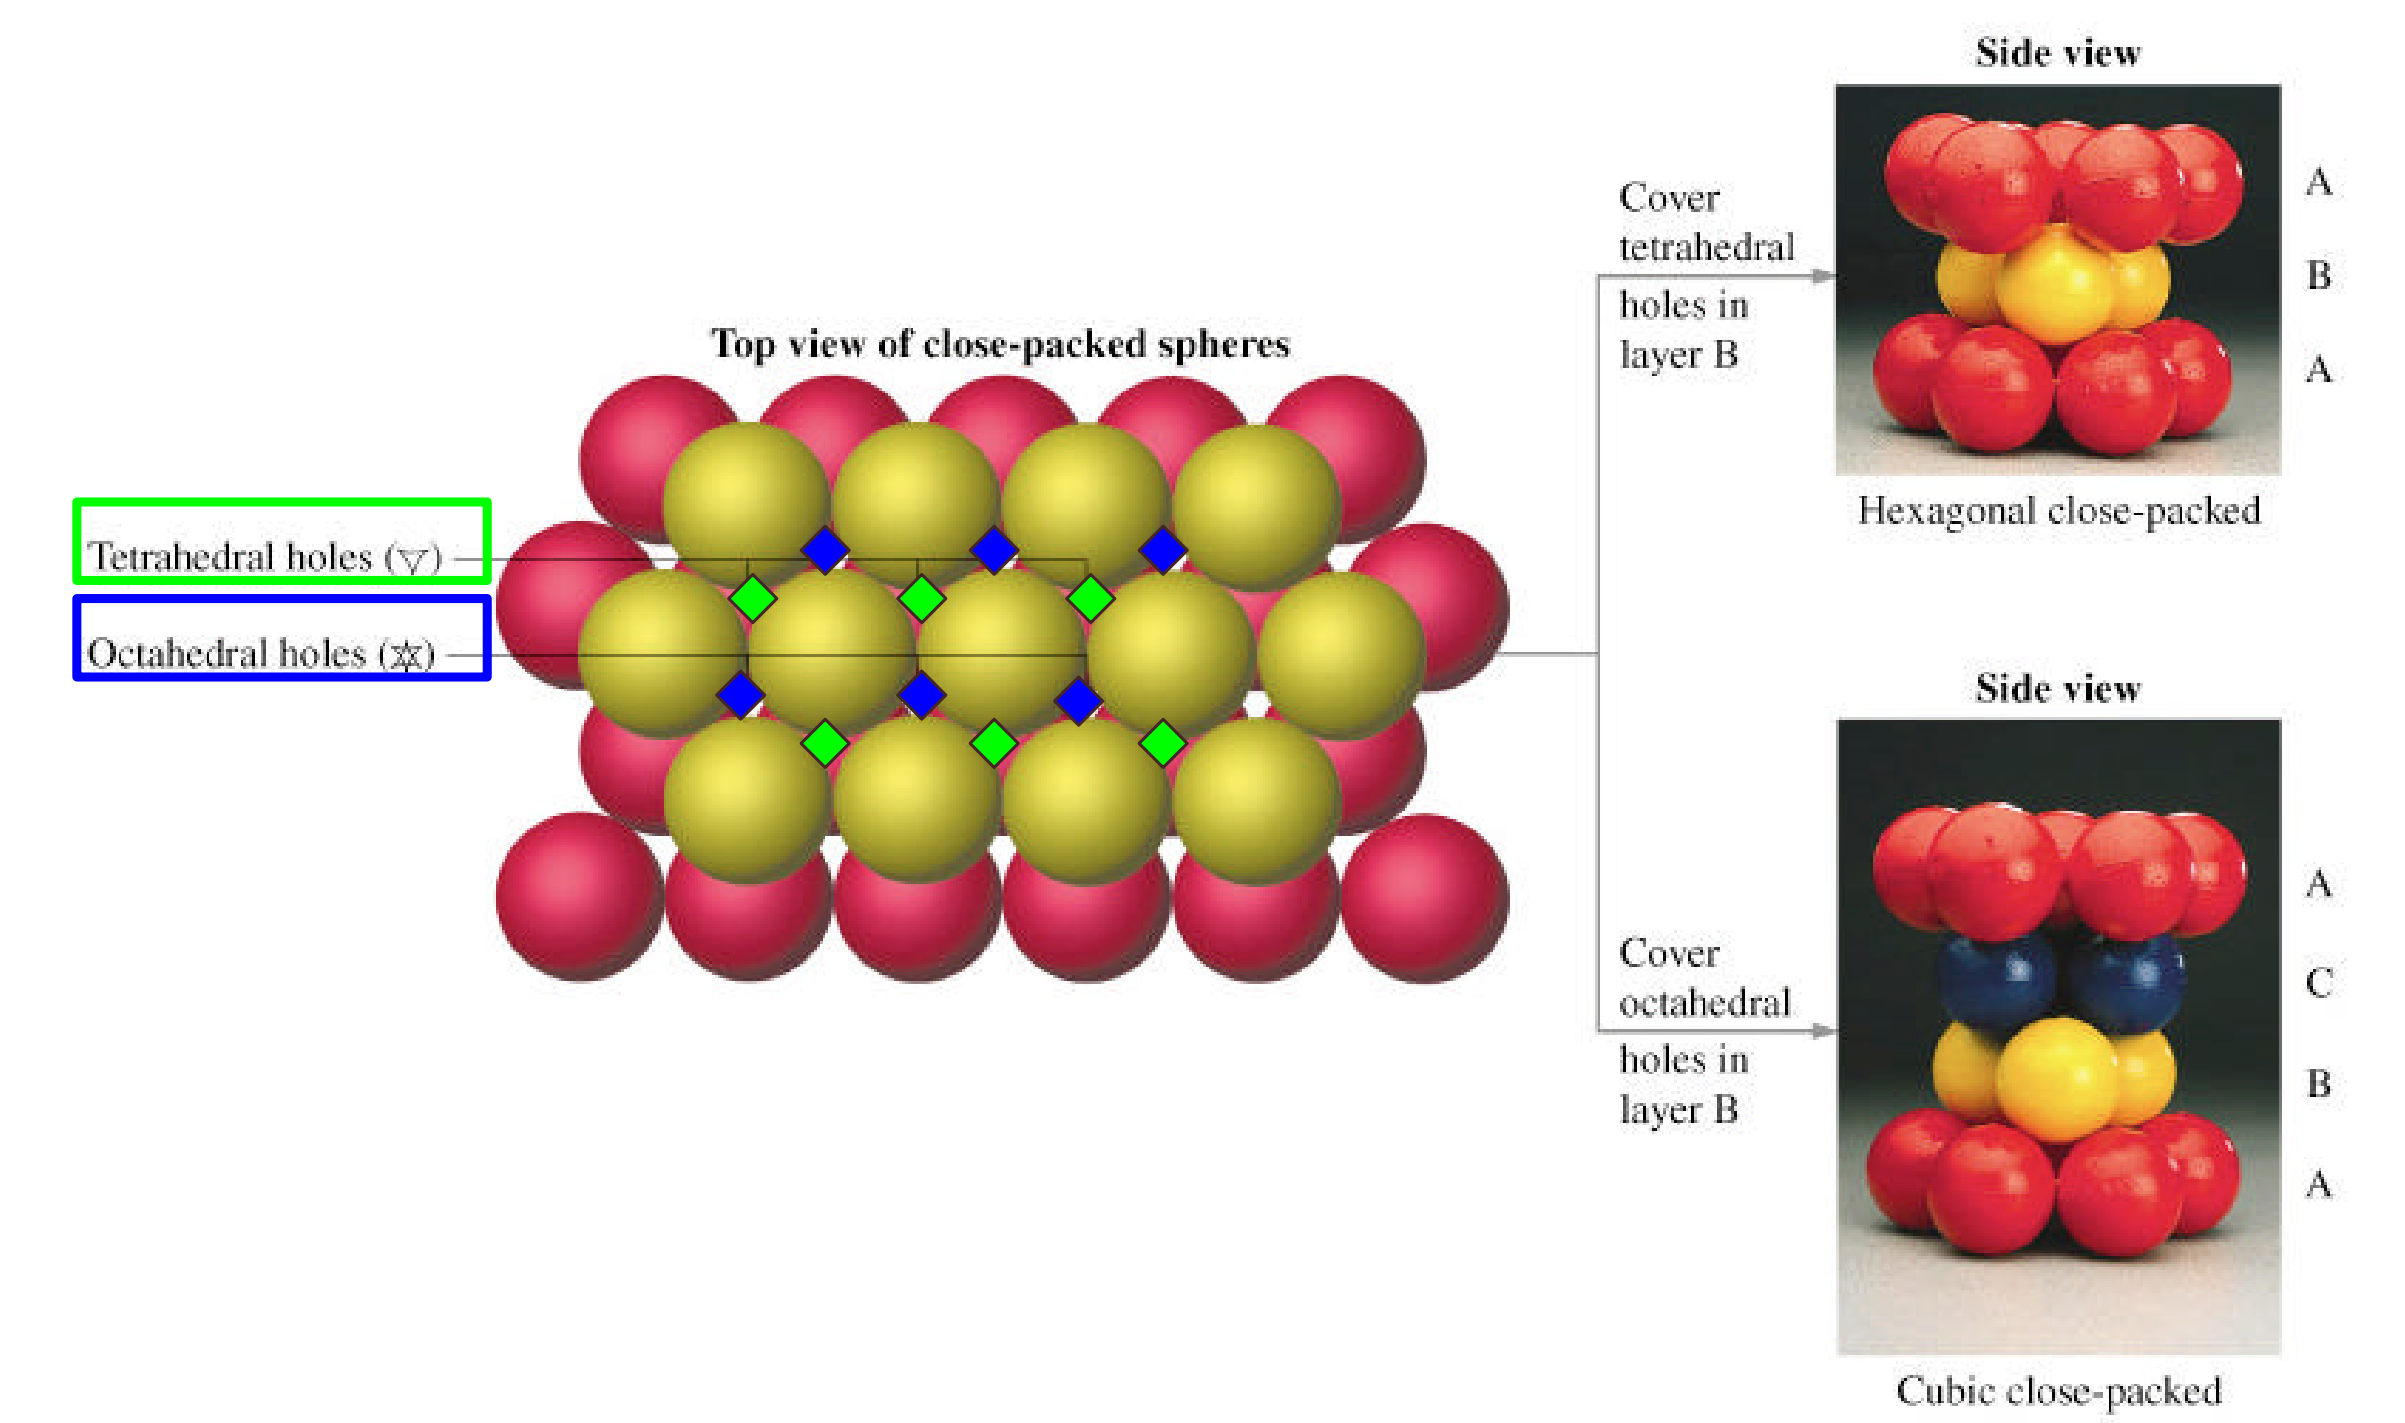 Side view
Cover
tetrahedral
holes in
layer B
A
B
A
Hexagonal close-packed
Top view of close-packed spheres
Tetrahedral holes (▽)
Octahedral holes (✡)
Side view
Cover
octahedral
holes in
layer B
A
C
B
A
Cubic close-packed